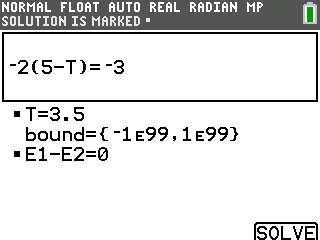 NORMAL FLOAT AUTO REAL RADIAN MP
SOLUTION IS MARKED ▪
⁻2(5-T)=⁻3
▪ T=3.5
bound={⁻1ᴇ99,1ᴇ99}
▪ E1-E2=0
SOLVE